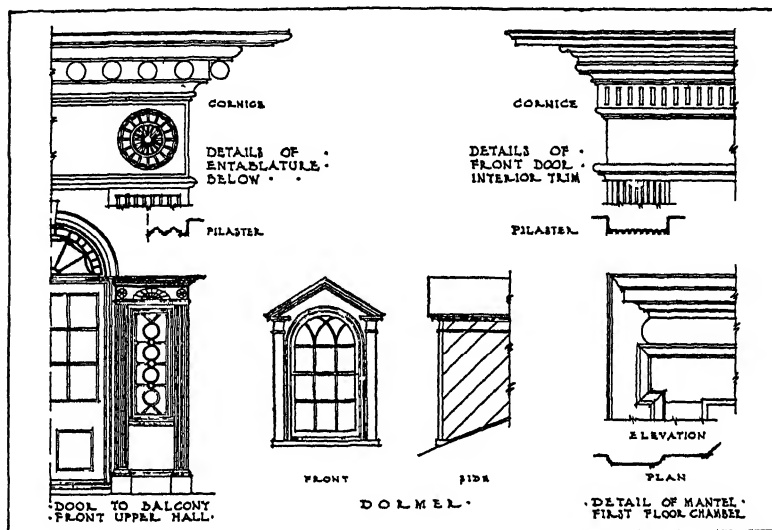 CORNICE
DETAILS OF ·
ENTABLATURE ·
BELOW · ·
PILASTER
CORNICE
DETAILS OF ·
FRONT DOOR ·
INTERIOR TRIM
PILASTER
ELEVATION
PLAN
FRONT
SIDE
DORMER ·
· DOOR TO BALCONY
· FRONT UPPER HALL ·
· DETAIL OF MANTEL ·
FIRST FLOOR CHAMBER